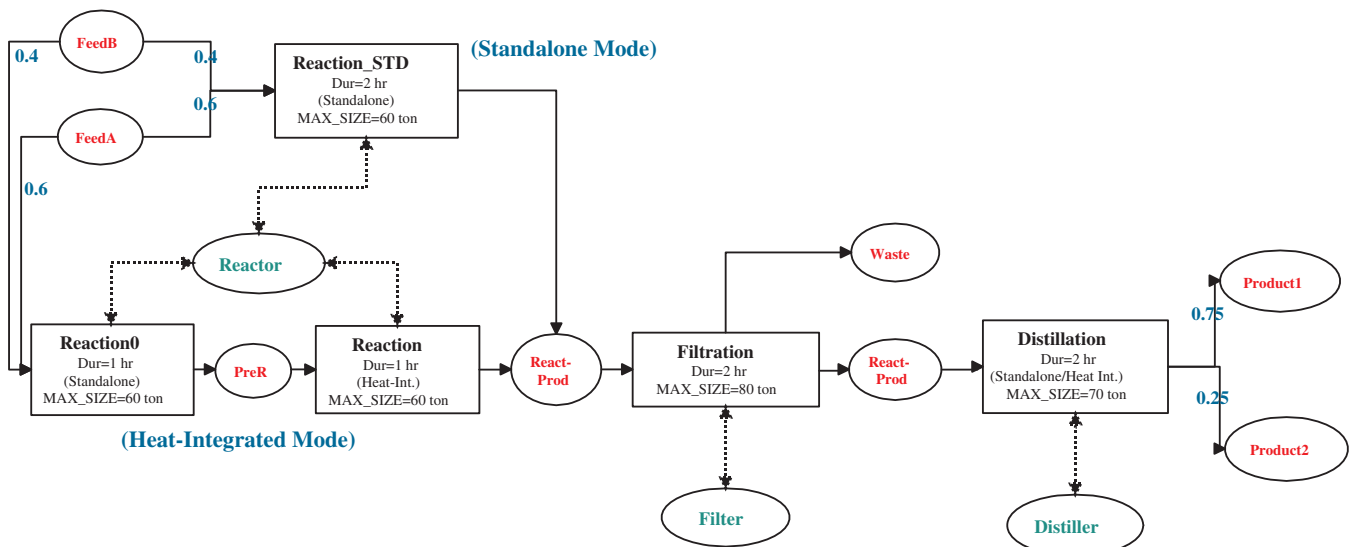 FeedB
0.4
0.4
Reaction_STD
Dur=2 hr
(Standalone)
MAX_SIZE=60 ton
(Standalone Mode)
0.6
FeedA
0.6
Reactor
Waste
Product1
0.75
Reaction0
Dur=1 hr
(Standalone)
MAX_SIZE=60 ton
PreR
Reaction
Dur=1 hr
(Heat-Int.)
MAX_SIZE=60 ton
React-
Prod
Filtration
Dur=2 hr
MAX_SIZE=80 ton
React-
Prod
Distillation
Dur=2 hr
(Standalone/Heat Int.)
MAX_SIZE=70 ton
0.25
(Heat-Integrated Mode)
Product2
Filter
Distiller